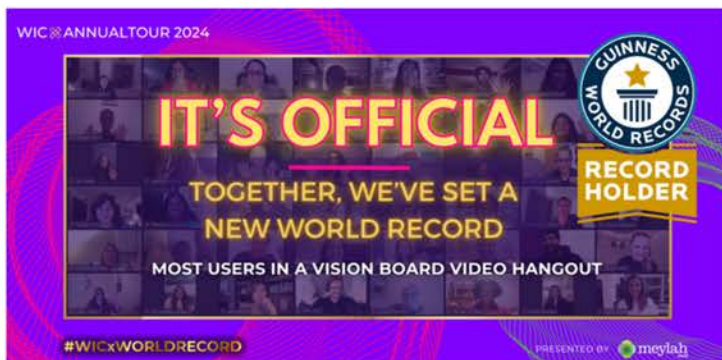 WIC ANNUALTOUR 2024
GUINNESS
WORLD RECORDS
RECORD
HOLDER
IT'S OFFICIAL
TOGETHER, WE'VE SET A
NEW WORLD RECORD
MOST USERS IN A VISION BOARD VIDEO HANGOUT
#WICxWORLDRECORD
PRESENTED BY meylah